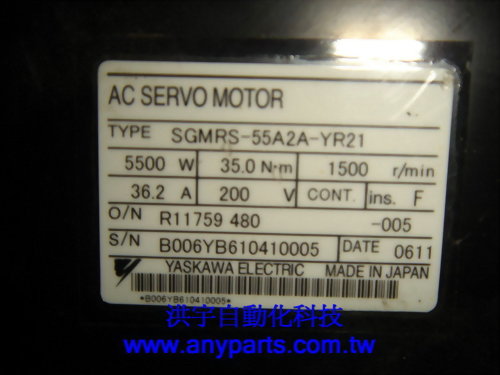 AC SERVO MOTOR
TYPE SGMRS-55A2A-YR21
5500 W 35.0 N·m 1500 r/min
36.2 A 200 V CONT. ins. F
O/N R11759 480 -005
S/N B006YB610410005 DATE 0611
YASKAWA ELECTRIC MADE IN JAPAN
*B006YB610410005*
洪宇自動化科技
www.anyparts.com.tw